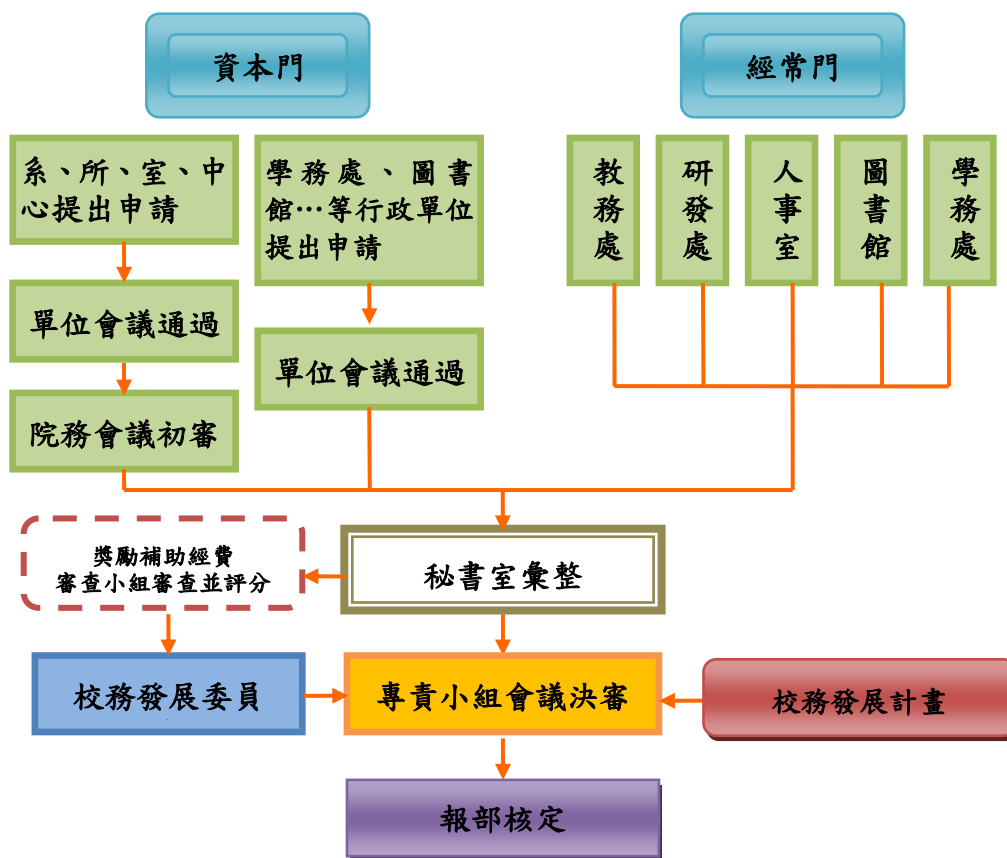 資本門
經常門
系、所、室、中
心提出申請
學務處、圖書
館…等行政單位
提出申請
教務處
研發處
人事室
圖書館
學務處
單位會議通過
單位會議通過
院務會議初審
獎勵補助經費
審查小組審查並評分
秘書室彙整
校務發展委員
專責小組會議決審
校務發展計畫
報部核定